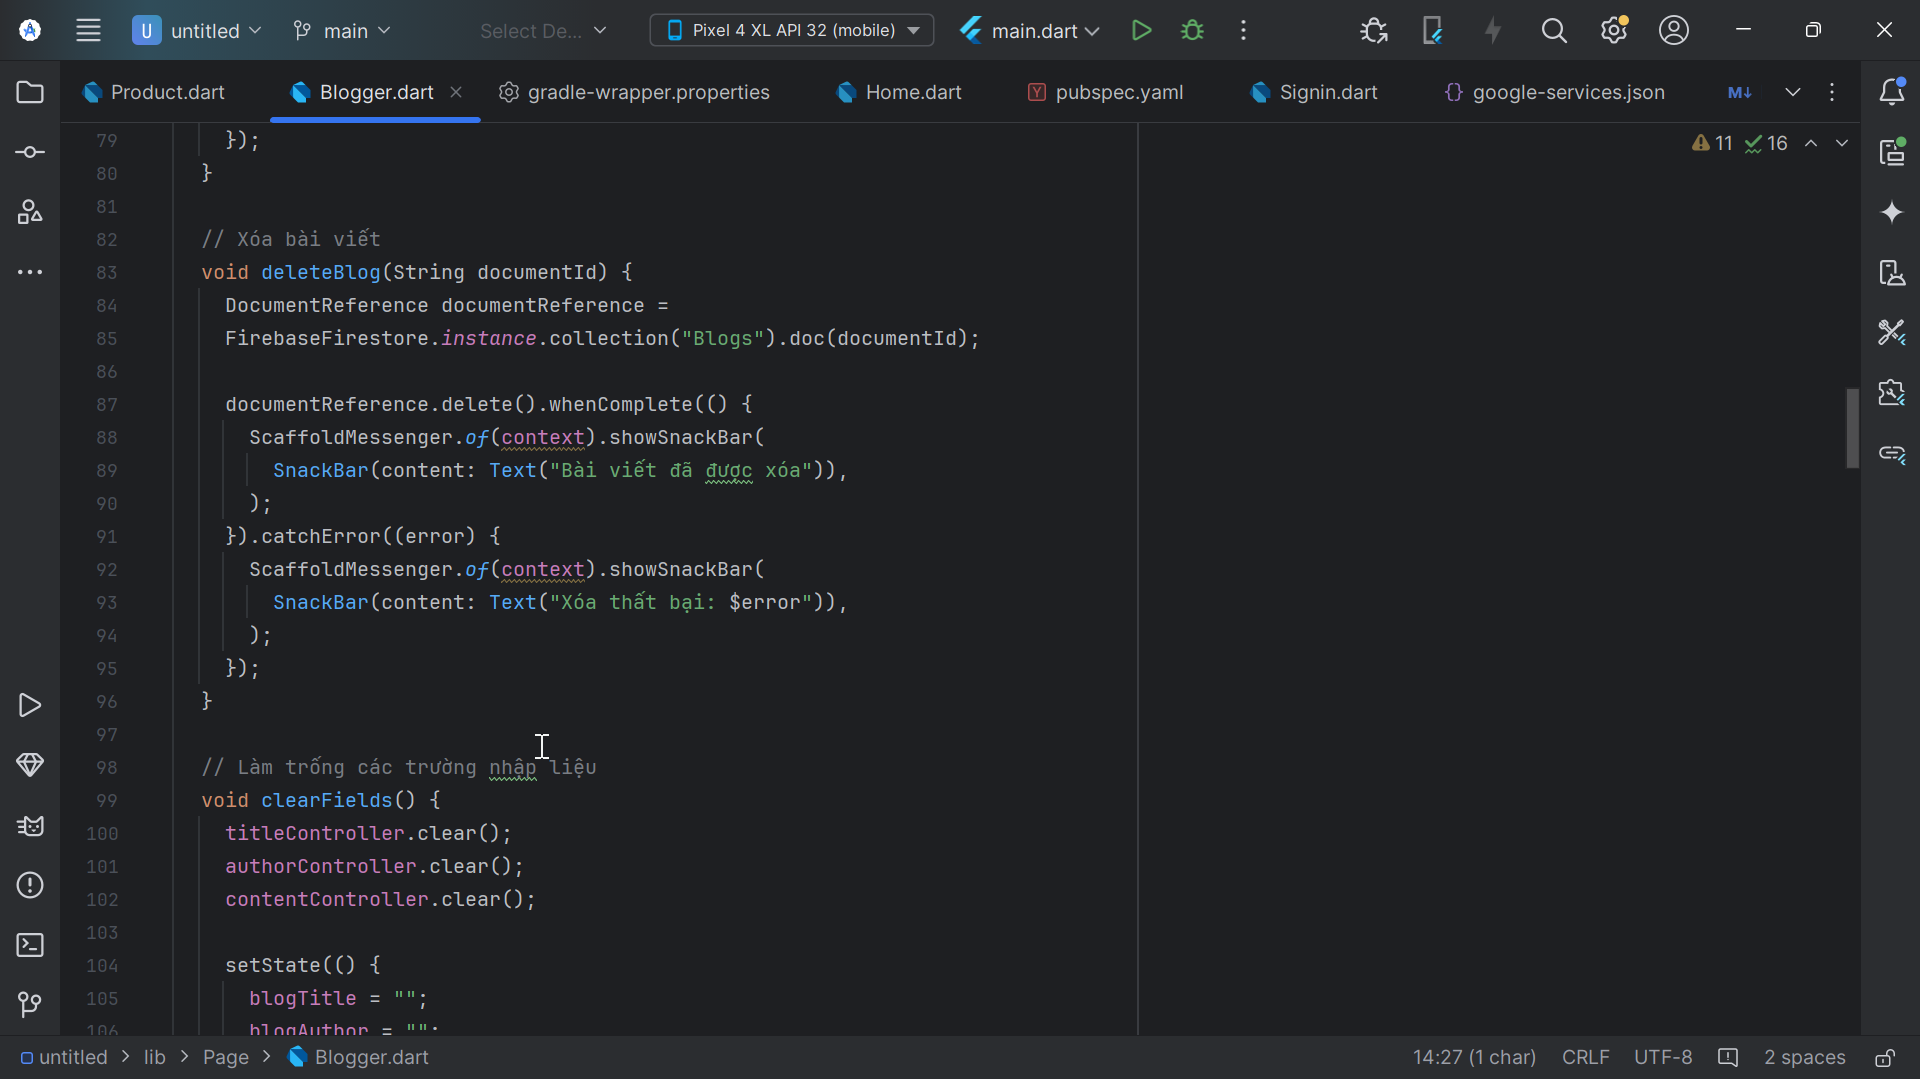 U untitled main Select De... Pixel 4 XL API 32 (mobile) main.dart
Product.dart Blogger.dart gradle-wrapper.properties Home.dart Y pubspec.yaml Signin.dart {} google-services.json M↓
11 16
79 });
80 }
81
82 // Xóa bài viết
83 void deleteBlog(String documentId) {
84 DocumentReference documentReference =
85 FirebaseFirestore.instance.collection("Blogs").doc(documentId);
86
87 documentReference.delete().whenComplete(() {
88 ScaffoldMessenger.of(context).showSnackBar(
89 SnackBar(content: Text("Bài viết đã được xóa")),
90 );
91 }).catchError((error) {
92 ScaffoldMessenger.of(context).showSnackBar(
93 SnackBar(content: Text("Xóa thất bại: $error")),
94 );
95 });
96 }
97
98 // Làm trống các trường nhập liệu
99 void clearFields() {
100 titleController.clear();
101 authorController.clear();
102 contentController.clear();
103
104 setState(() {
105 blogTitle = "";
106 blogAuthor = "";
untitled > lib > Page > Blogger.dart 14:27 (1 char) CRLF UTF-8 2 spaces